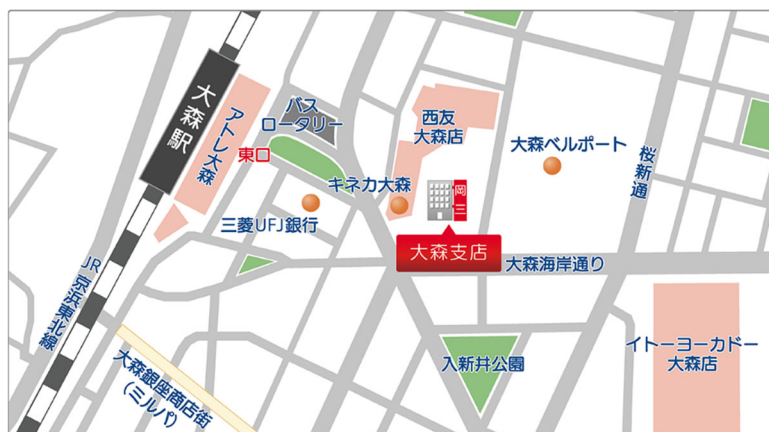 大森駅
アトレ大森
バス
ロータリー
東口
西友
大森店
大森ベルポート
桜新通
キネカ大森
岡三
三菱UFJ銀行
大森支店
大森海岸通り
JR 京浜東北線
大森銀座商店街
(ミルパ)
入新井公園
イトーヨーカドー
大森店